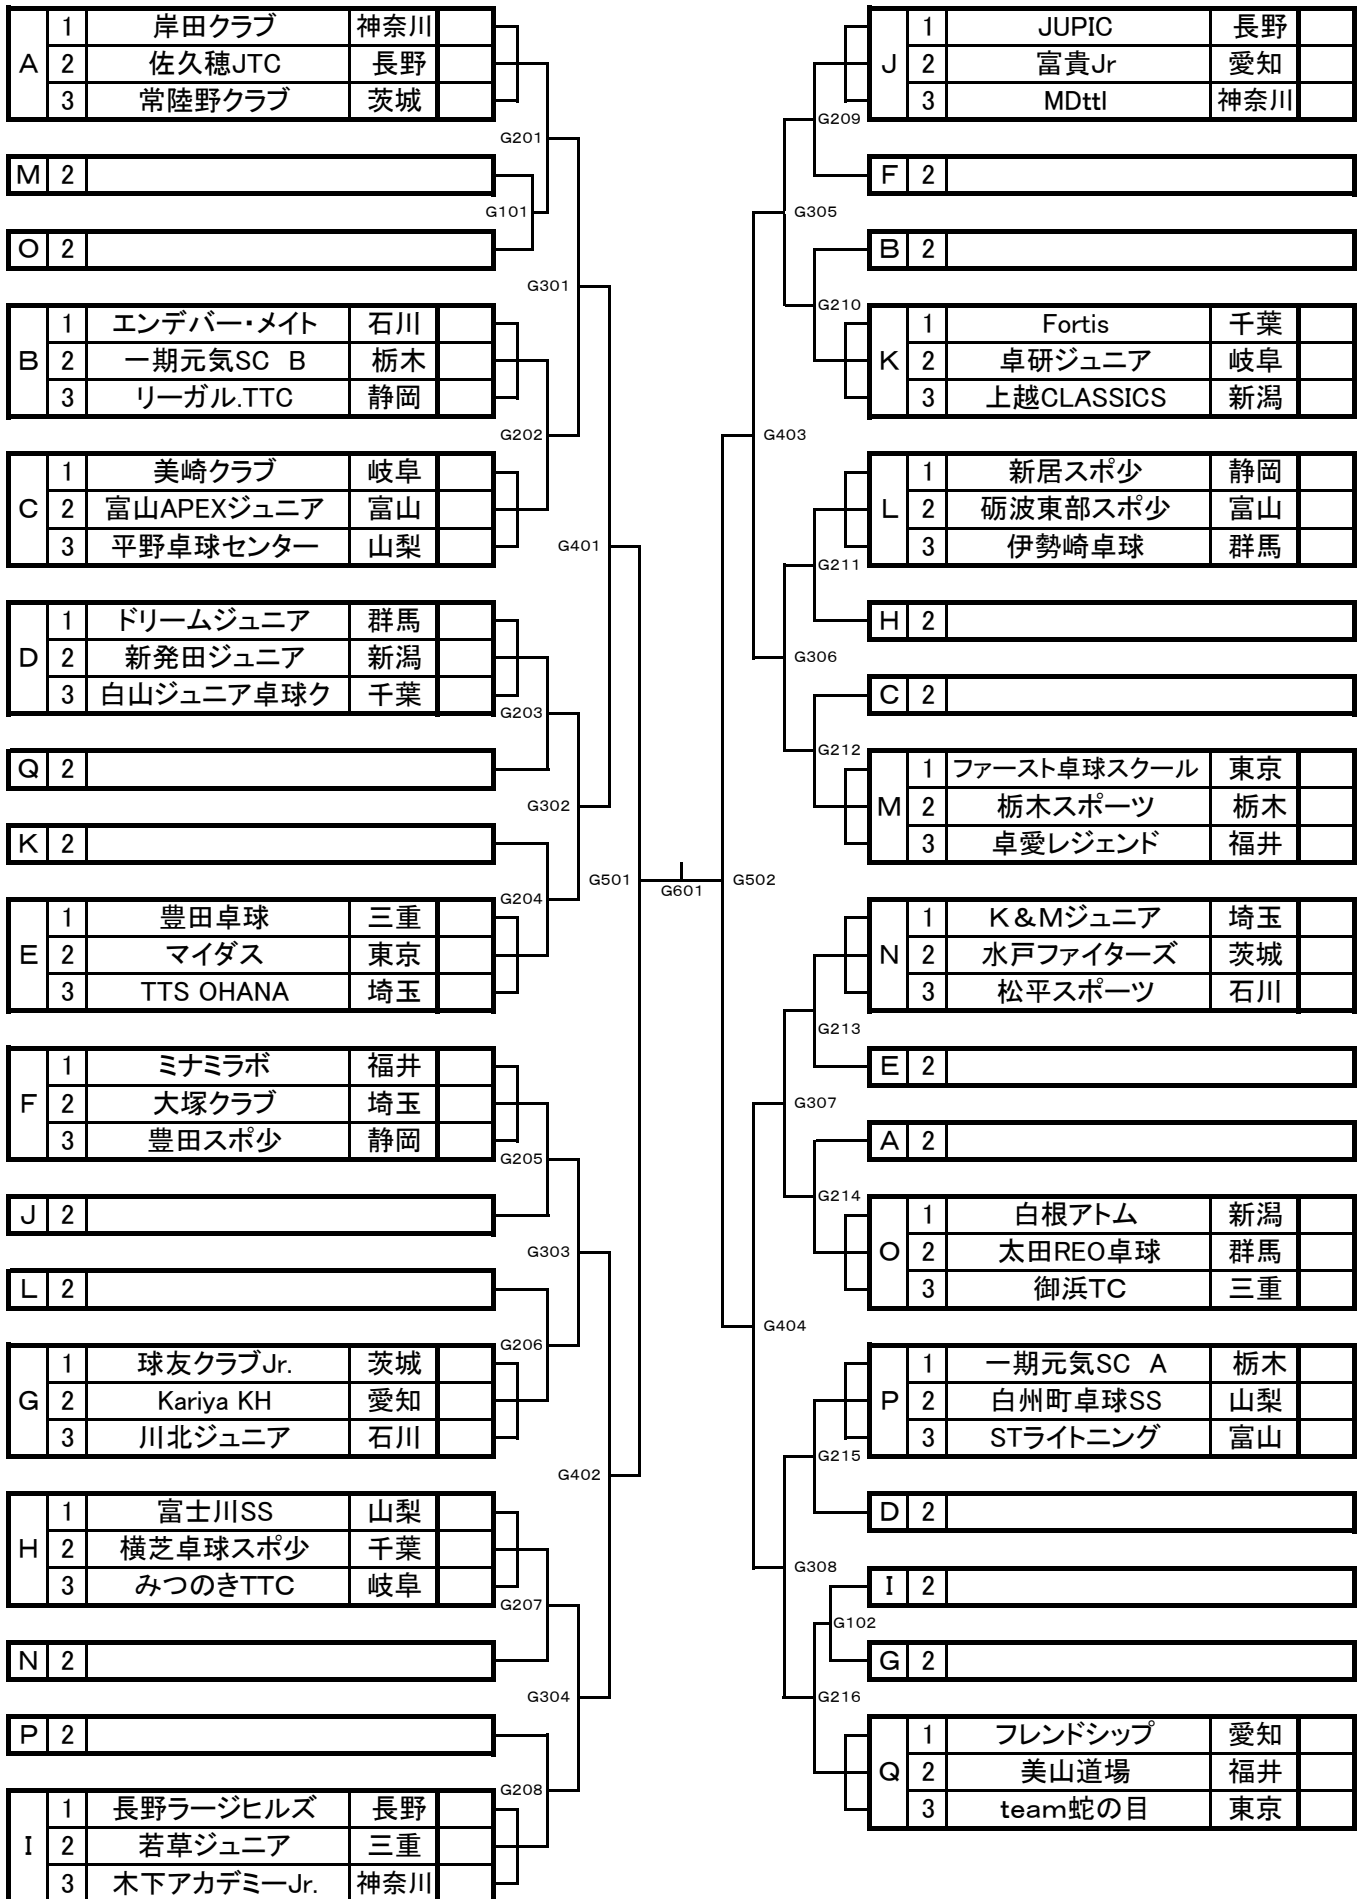 A
1 岸田クラブ 神奈川
2 佐久穂JTC 長野
3 常陸野クラブ 茨城
G201
M 2
G101
O 2
G301
B
1 エンデバー・メイト 石川
2 一期元気SC B 栃木
3 リーガル.TTC 静岡
G202
C
1 美崎クラブ 岐阜
2 富山APEXジュニア 富山
3 平野卓球センター 山梨
G401
D
1 ドリームジュニア 群馬
2 新発田ジュニア 新潟
3 白山ジュニア卓球ク 千葉
G203
Q 2
G302
K 2
G501
G204
E
1 豊田卓球 三重
2 マイダス 東京
3 TTS OHANA 埼玉
F
1 ミナミラボ 福井
2 大塚クラブ 埼玉
3 豊田スポ少 静岡
G205
J 2
G303
L 2
G206
G
1 球友クラブJr. 茨城
2 Kariya KH 愛知
3 川北ジュニア 石川
G402
H
1 富士川SS 山梨
2 横芝卓球スポ少 千葉
3 みつのきTTC 岐阜
G207
N 2
G304
P 2
G208
I
1 長野ラージヒルズ 長野
2 若草ジュニア 三重
3 木下アカデミーJr. 神奈川
G601
J
1 JUPIC 長野
2 富貴Jr 愛知
3 MDttl 神奈川
G209
F 2
G305
B 2
G210
K
1 Fortis 千葉
2 卓研ジュニア 岐阜
3 上越CLASSICS 新潟
G403
L
1 新居スポ少 静岡
2 砺波東部スポ少 富山
3 伊勢崎卓球 群馬
G211
H 2
G306
C 2
G212
M
1 ファースト卓球スクール 東京
2 栃木スポーツ 栃木
3 卓愛レジェンド 福井
G502
N
1 K&Mジュニア 埼玉
2 水戸ファイターズ 茨城
3 松平スポーツ 石川
G213
E 2
G307
A 2
G214
O
1 白根アトム 新潟
2 太田REO卓球 群馬
3 御浜TC 三重
G404
P
1 一期元気SC A 栃木
2 白州町卓球SS 山梨
3 STライトニング 富山
G215
D 2
G308
I 2
G102
G 2
G216
Q
1 フレンドシップ 愛知
2 美山道場 福井
3 team蛇の目 東京